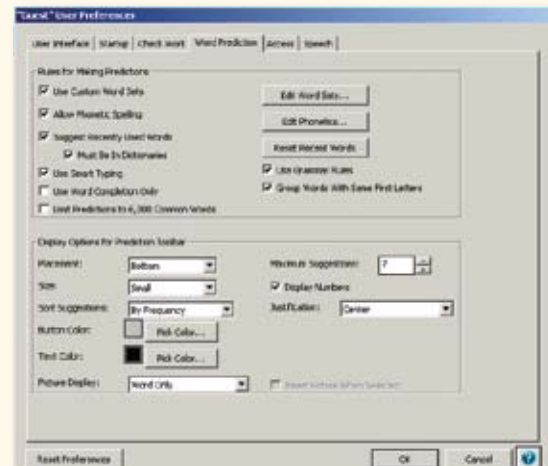 "Guest" User Preferences
User Interface Startup Check Work Word Prediction Access Speech
Rules for Making Predictions
Use Custom Word Sets
Edit Word Sets...
Allow Phonetic Spelling
Edit Phonetics...
Suggest Recently Used Words
Reset Recent Words
Must Be In Dictionaries
Use Smart Typing
Use Grammar Rules
Use Word Completion Only
Group Words With Same First Letters
Limit Predictions to 6,000 Common Words
Display Options for Prediction Toolbar
Placement: Bottom
Maximum Suggestions: 7
Size: Small
Display Numbers
Sort Suggestions: By Frequency
Justification: Center
Button Color: Pick Color...
Text Color: Pick Color...
Picture Display: Word Only
Insert Picture When Selected
Reset Preferences
OK Cancel ?